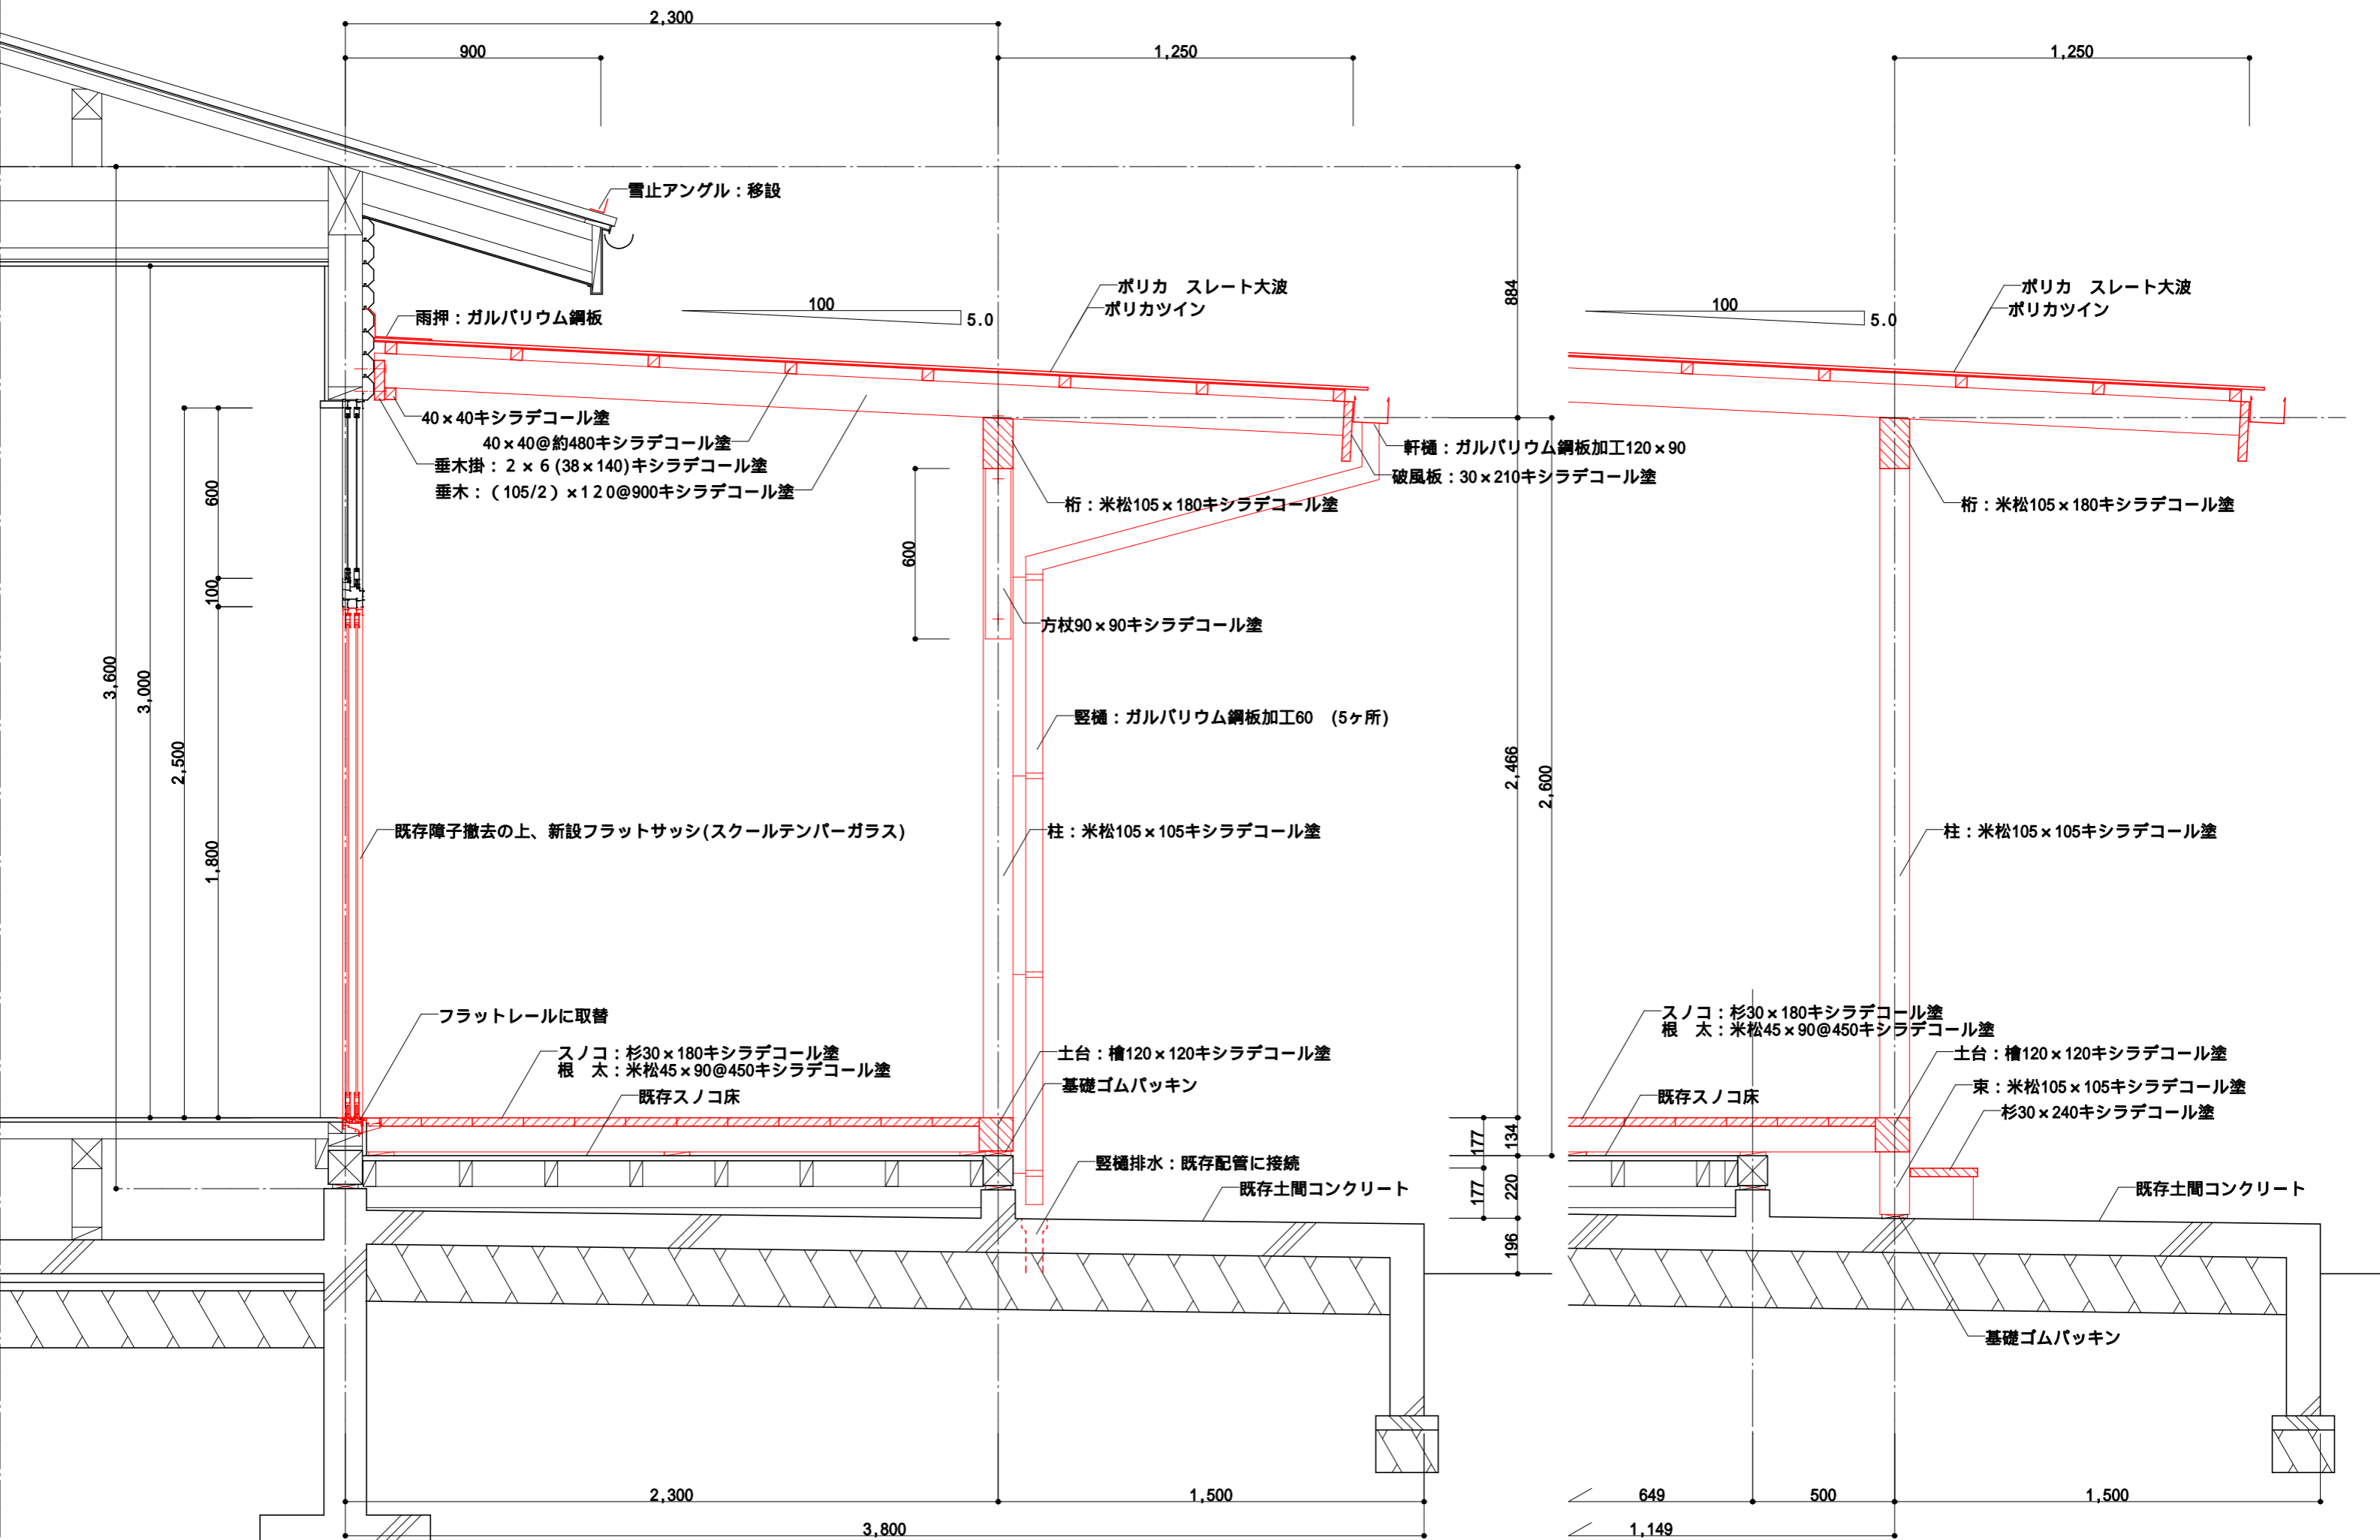 2,300
900
1,250
1,250
雪止アングル：移設
884
ポリカ　スレート大波
ポリカツイン
100
5.0
雨押：ガルバリウム鋼板
ポリカ　スレート大波
ポリカツイン
100
5.0
40×40キシラデコール塗
40×40@約480キシラデコール塗
垂木掛：２×６(38×140)キシラデコール塗
垂木：（105/2）×１２０@900キシラデコール塗
軒樋：ガルバリウム鋼板加工120×90
破風板：30×210キシラデコール塗
桁：米松105×180キシラデコール塗
桁：米松105×180キシラデコール塗
600
100
600
方杖90×90キシラデコール塗
3,600
3,000
2,500
1,800
竪樋：ガルバリウム鋼板加工60　(5ヶ所)
2,466
2,600
既存障子撤去の上、新設フラットサッシ(スクールテンパーガラス)
柱：米松105×105キシラデコール塗
柱：米松105×105キシラデコール塗
フラットレールに取替
スノコ：杉30×180キシラデコール塗
根　太：米松45×90@450キシラデコール塗
既存スノコ床
土台：檜120×120キシラデコール塗
基礎ゴムパッキン
スノコ：杉30×180キシラデコール塗
根　太：米松45×90@450キシラデコール塗
既存スノコ床
土台：檜120×120キシラデコール塗
束：米松105×105キシラデコール塗
杉30×240キシラデコール塗
177
134
177
220
196
竪樋排水：既存配管に接続
既存土間コンクリート
既存土間コンクリート
基礎ゴムパッキン
2,300
1,500
3,800
649
500
1,500
1,149